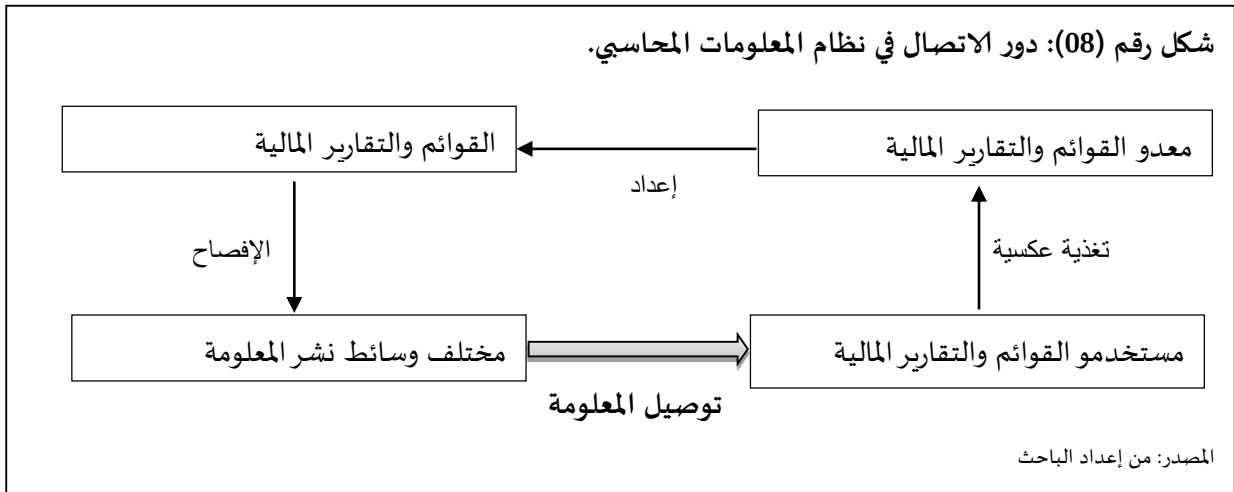 شكل رقم (08): دور الاتصال في نظام المعلومات المحاسبي.
معدو القوائم والتقارير المالية
القوائم والتقارير المالية
إعداد
تغذية عكسية
الإفصاح
مستخدمو القوائم والتقارير المالية
مختلف وسائط نشر المعلومة
توصيل المعلومة
المصدر: من إعداد الباحث